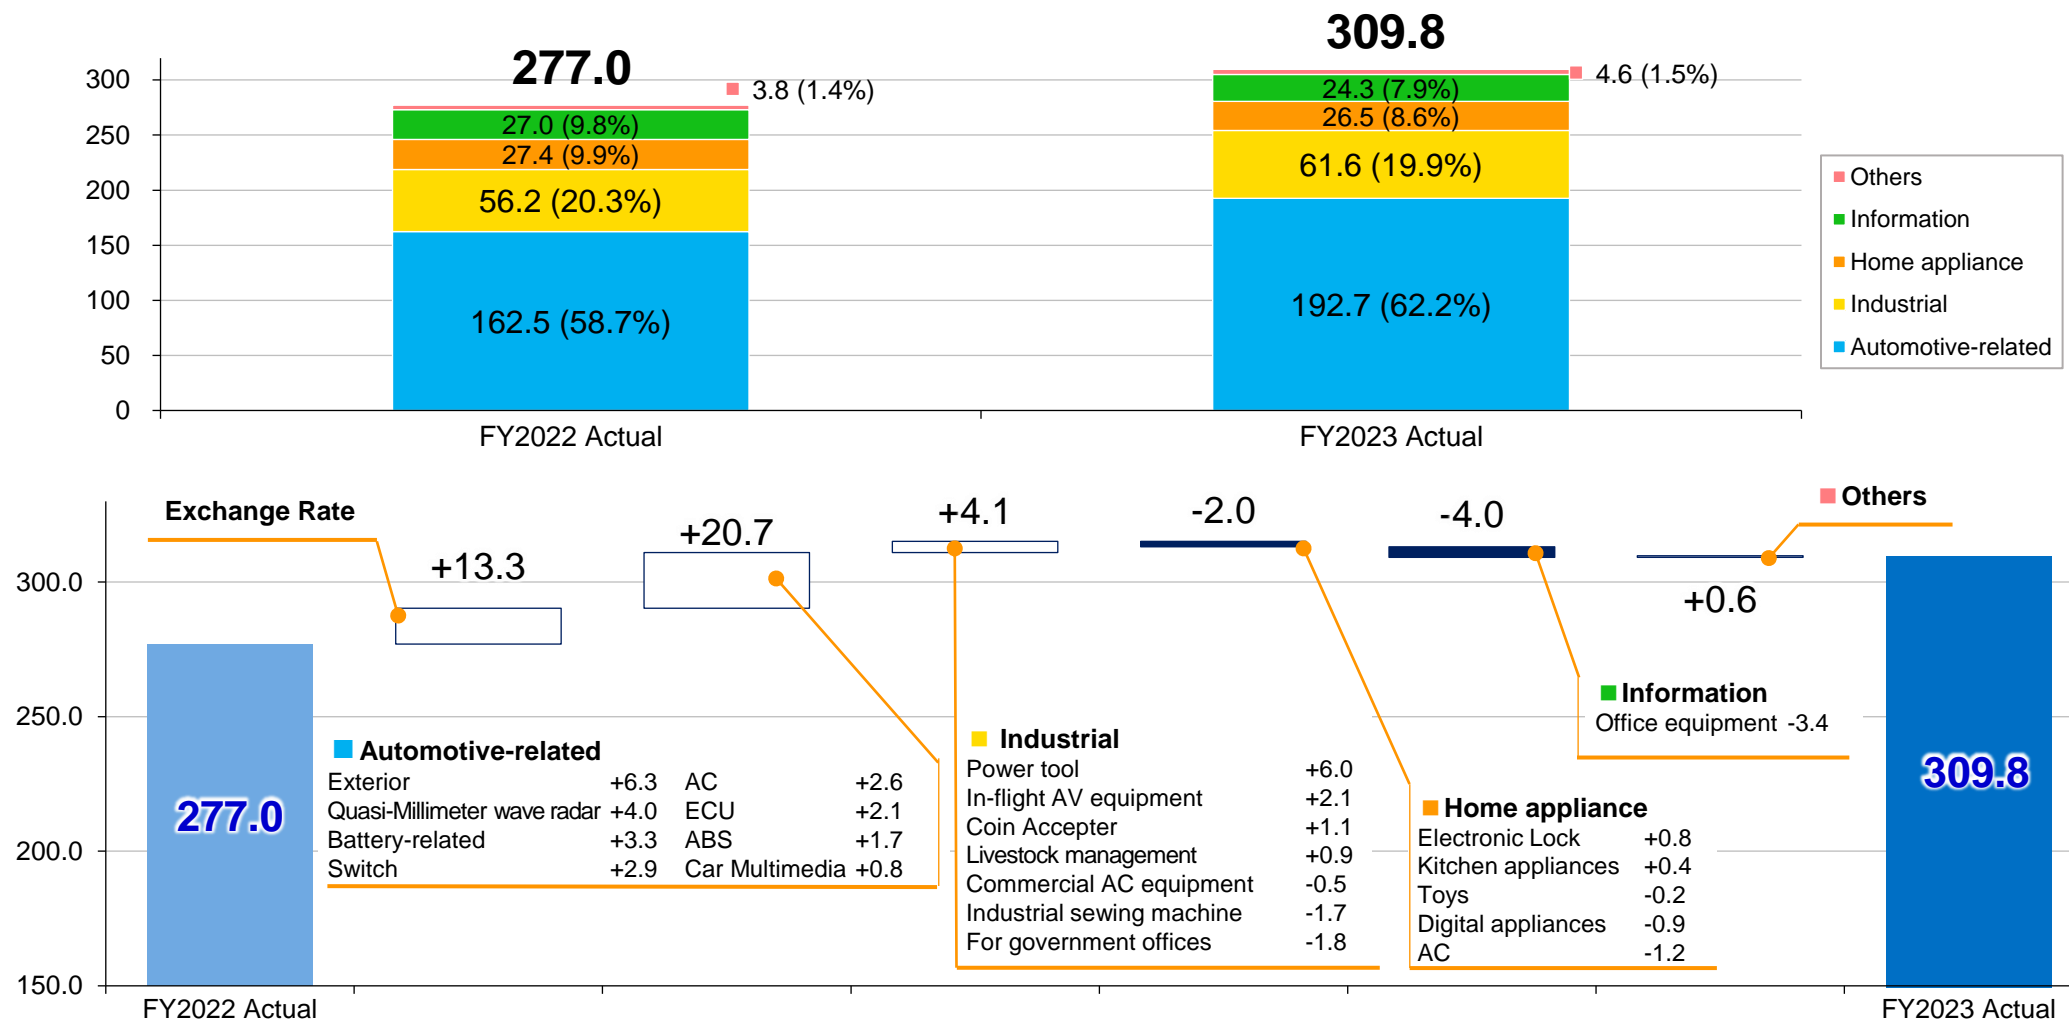 277.0
309.8
3.8 (1.4%)
4.6 (1.5%)
300
250
200
150
100
50
0
27.0 (9.8%)
27.4 (9.9%)
56.2 (20.3%)
162.5 (58.7%)
24.3 (7.9%)
26.5 (8.6%)
61.6 (19.9%)
192.7 (62.2%)
FY2022 Actual
FY2023 Actual
Others
Information
Home appliance
Industrial
Automotive-related
Exchange Rate
+13.3
+20.7
+4.1
-2.0
-4.0
+0.6
Others
300.0
250.0
200.0
150.0
277.0
Automotive-related
Exterior +6.3 AC +2.6
Quasi-Millimeter wave radar +4.0 ECU +2.1
Battery-related +3.3 ABS +1.7
Switch +2.9 Car Multimedia +0.8
Industrial
Power tool +6.0
In-flight AV equipment +2.1
Coin Accepter +1.1
Livestock management +0.9
Commercial AC equipment -0.5
Industrial sewing machine -1.7
For government offices -1.8
Home appliance
Electronic Lock +0.8
Kitchen appliances +0.4
Toys -0.2
Digital appliances -0.9
AC -1.2
Information
Office equipment -3.4
309.8
FY2022 Actual
FY2023 Actual